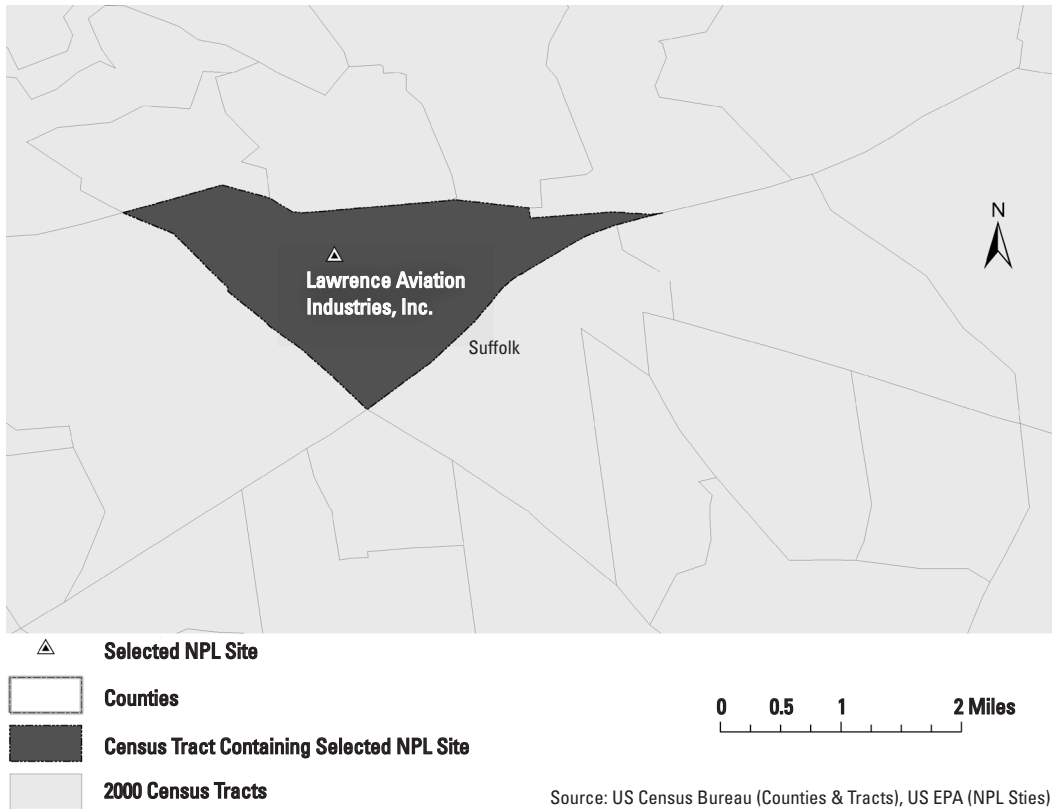 N
Lawrence Aviation
Industries, Inc.
Suffolk
Selected NPL Site
Counties
Census Tract Containing Selected NPL Site
2000 Census Tracts
0 0.5 1 2 Miles
Source: US Census Bureau (Counties & Tracts), US EPA (NPL Sties)